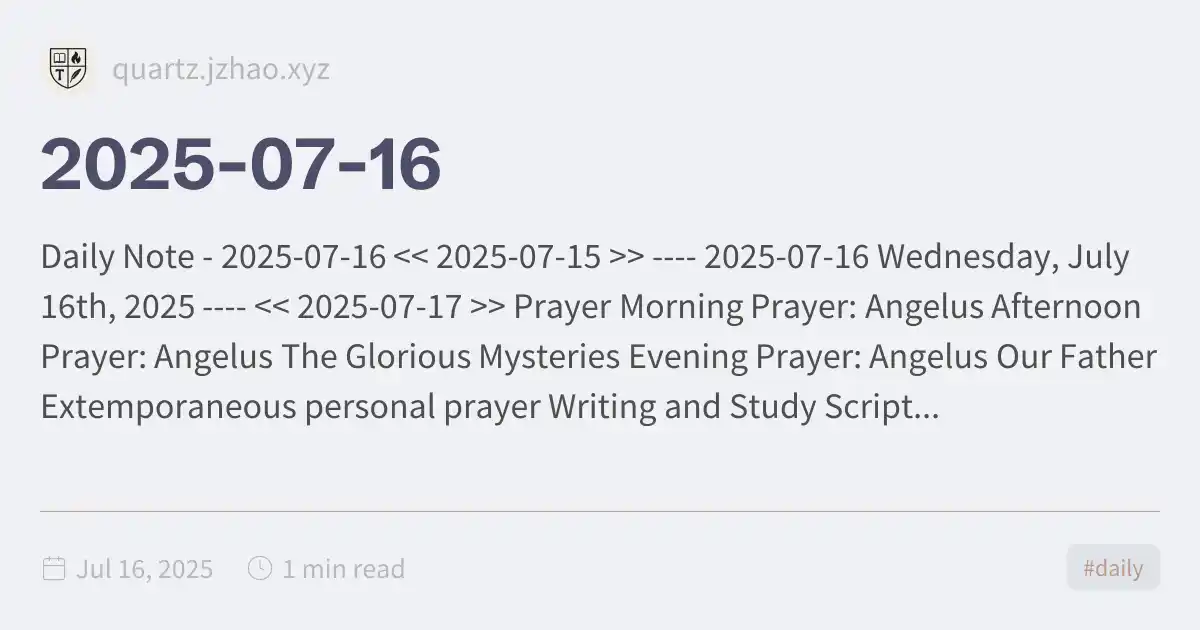 T
quartz.jzhao.xyz
2025-07-16
Daily Note - 2025-07-16 << 2025-07-15 >> ---- 2025-07-16 Wednesday, July
16th, 2025 ---- << 2025-07-17 >> Prayer Morning Prayer: Angelus Afternoon
Prayer: Angelus The Glorious Mysteries Evening Prayer: Angelus Our Father
Extemporaneous personal prayer Writing and Study Script...
Jul 16, 2025 1 min read #daily